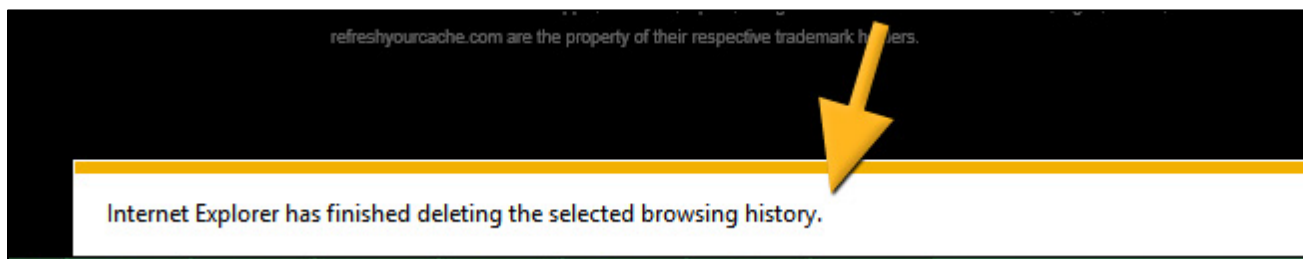 refreshyourcache.com are the property of their respective trademark
Internet Explorer has finished deleting the selected browsing history.